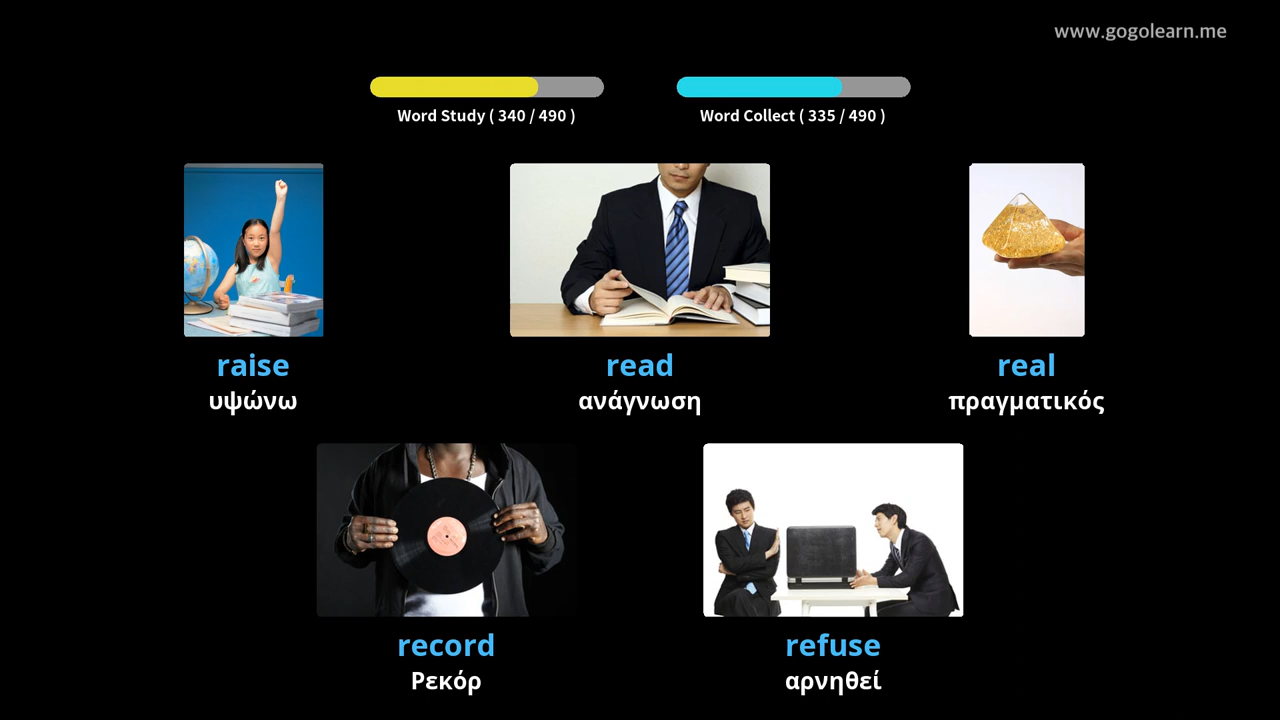 www.gogolearn.me
Word Study ( 340 / 490 )
Word Collect ( 335 / 490 )
raise
υψώνω
read
ανάγνωση
real
πραγματικός
record
Ρεκόρ
refuse
αρνηθεί